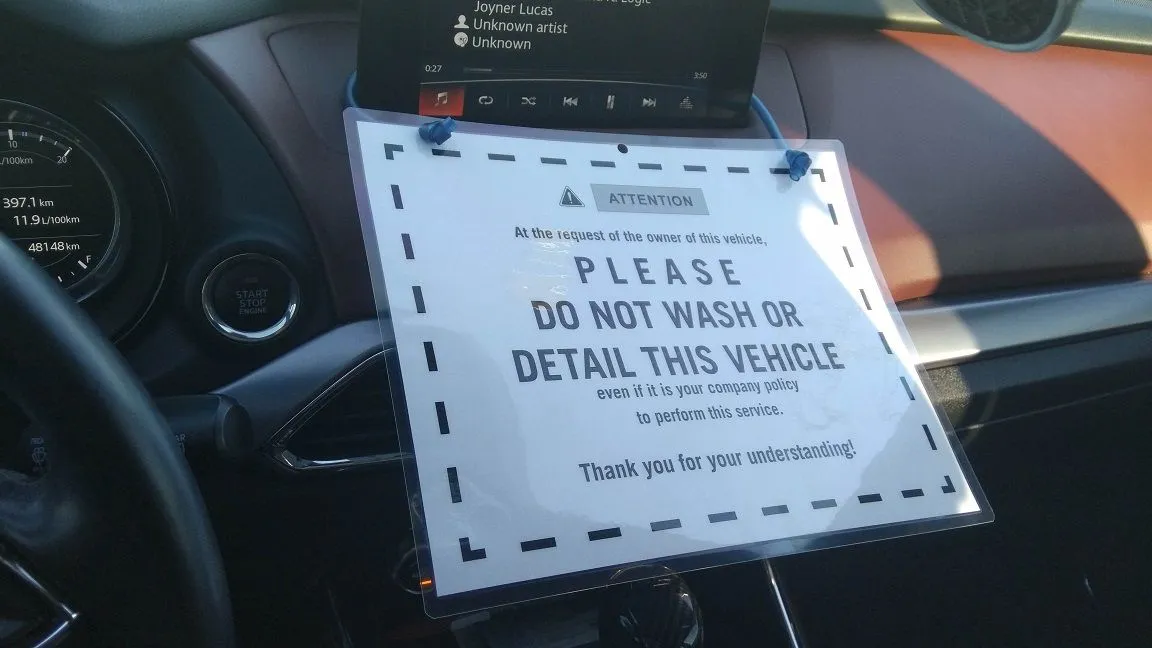 Joyner Lucas
Unknown artist
Unknown
0:27
3:50
10
/100km
20
397.1 km
11.9 L/100km
48148 km
F
START
STOP
ENGINE
ATTENTION
At the request of the owner of this vehicle,
PLEASE
DO NOT WASH OR
DETAIL THIS VEHICLE
even if it is your company policy
to perform this service.
Thank you for your understanding!